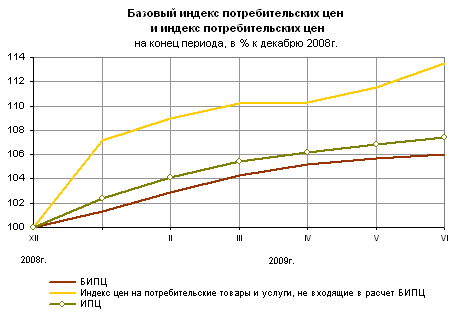 Базовый индекс потребительских цен
и индекс потребительских цен
на конец периода, в % к декабрю 2008г.
114
112
110
108
106
104
102
100
XII II III IV V VI
2008г. 2009г.
БИПЦ
Индекс цен на потребительские товары и услуги, не входящие в расчет БИПЦ
ИПЦ